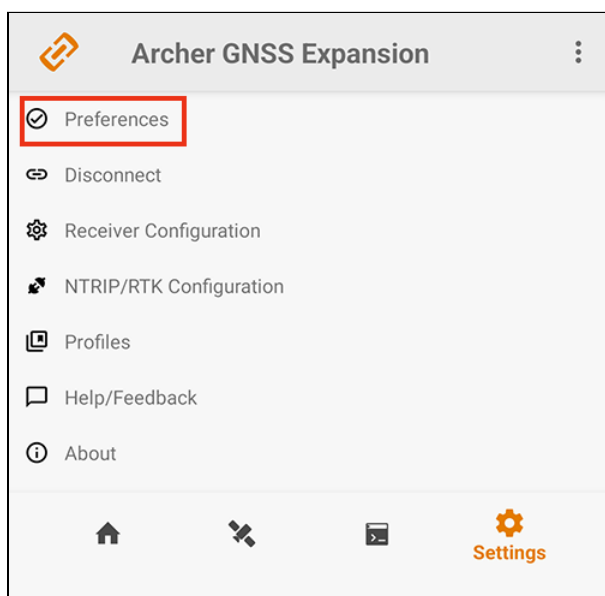 Archer GNSS Expansion
Preferences
Disconnect
Receiver Configuration
NTRIP/RTK Configuration
Profiles
Help/Feedback
About
Settings